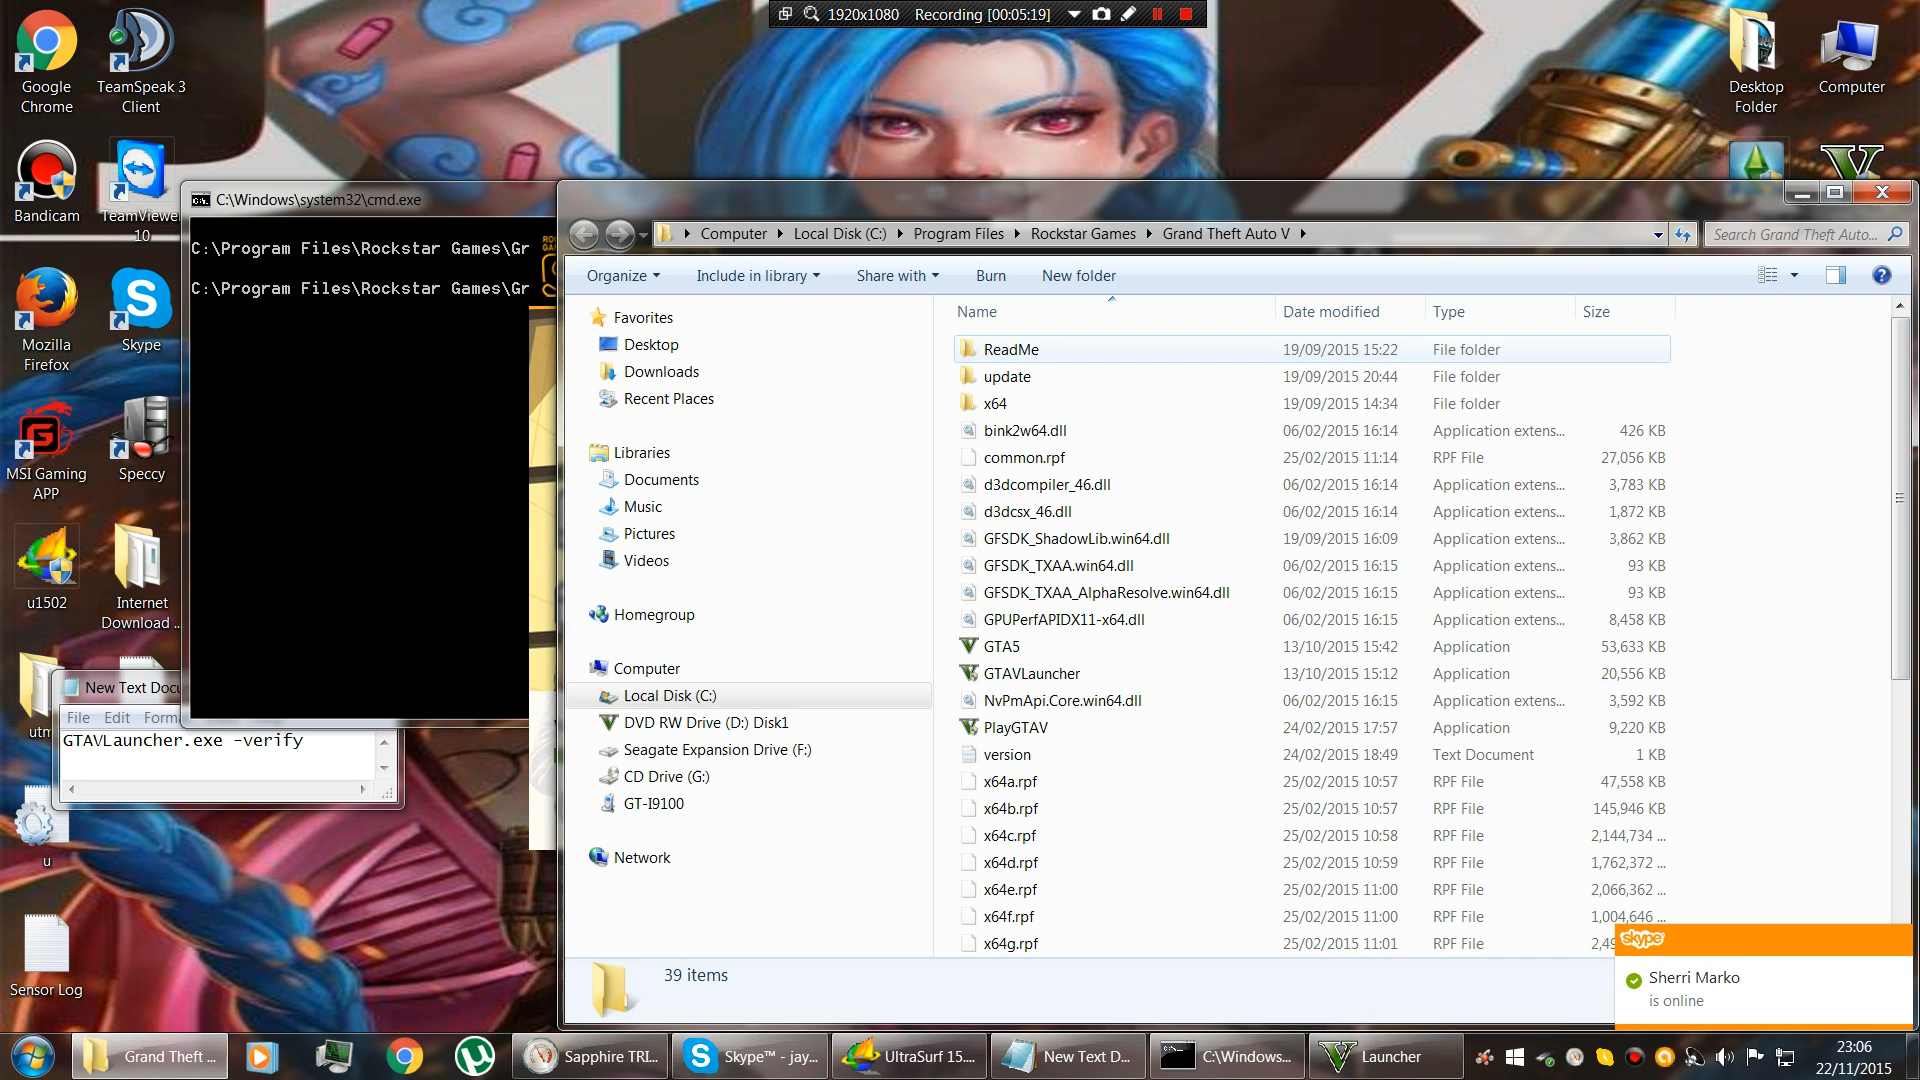 1920x1080 Recording [00:05:19]
Google Chrome
TeamSpeak 3 Client
Desktop Folder
Computer
Bandicam
TeamViewer 10
Mozilla Firefox
Skype
MSI Gaming APP
Speccy
u1502
Internet Download ...
u
Sensor Log
C:\Windows\system32\cmd.exe
C:\Program Files\Rockstar Games\Gr
C:\Program Files\Rockstar Games\Gr
New Text Docu
File Edit Forma
GTAVLauncher.exe -verify
Computer Local Disk (C:) Program Files Rockstar Games Grand Theft Auto V
Search Grand Theft Auto...
Organize Include in library Share with Burn New folder
Favorites
Desktop
Downloads
Recent Places
Libraries
Documents
Music
Pictures
Videos
Homegroup
Computer
Local Disk (C:)
DVD RW Drive (D:) Disk1
Seagate Expansion Drive (F:)
CD Drive (G:)
GT-I9100
Network
Name Date modified Type Size
ReadMe 19/09/2015 15:22 File folder
update 19/09/2015 20:44 File folder
x64 19/09/2015 14:34 File folder
bink2w64.dll 06/02/2015 16:14 Application extens... 426 KB
common.rpf 25/02/2015 11:14 RPF File 27,056 KB
d3dcompiler_46.dll 06/02/2015 16:14 Application extens... 3,783 KB
d3dcsx_46.dll 06/02/2015 16:14 Application extens... 1,872 KB
GFSDK_ShadowLib.win64.dll 19/09/2015 16:09 Application extens... 3,862 KB
GFSDK_TXAA.win64.dll 06/02/2015 16:15 Application extens... 93 KB
GFSDK_TXAA_AlphaResolve.win64.dll 06/02/2015 16:15 Application extens... 93 KB
GPUPerfAPIDX11-x64.dll 06/02/2015 16:15 Application extens... 8,458 KB
GTA5 13/10/2015 15:42 Application 53,633 KB
GTAVLauncher 13/10/2015 15:12 Application 20,556 KB
NvPmApi.Core.win64.dll 06/02/2015 16:15 Application extens... 3,592 KB
PlayGTAV 24/02/2015 17:57 Application 9,220 KB
version 24/02/2015 18:49 Text Document 1 KB
x64a.rpf 25/02/2015 10:57 RPF File 47,558 KB
x64b.rpf 25/02/2015 10:57 RPF File 145,946 KB
x64c.rpf 25/02/2015 10:58 RPF File 2,144,734 ...
x64d.rpf 25/02/2015 10:59 RPF File 1,762,372 ...
x64e.rpf 25/02/2015 11:00 RPF File 2,066,362 ...
x64f.rpf 25/02/2015 11:00 RPF File 1,004,646 ...
x64g.rpf 25/02/2015 11:01 RPF File
39 items
skype
Sherri Marko
is online
Grand Theft ...
Sapphire TRI...
Skype™ - jay...
UltraSurf 15....
New Text D...
C:\Windows...
Launcher
23:06
22/11/2015